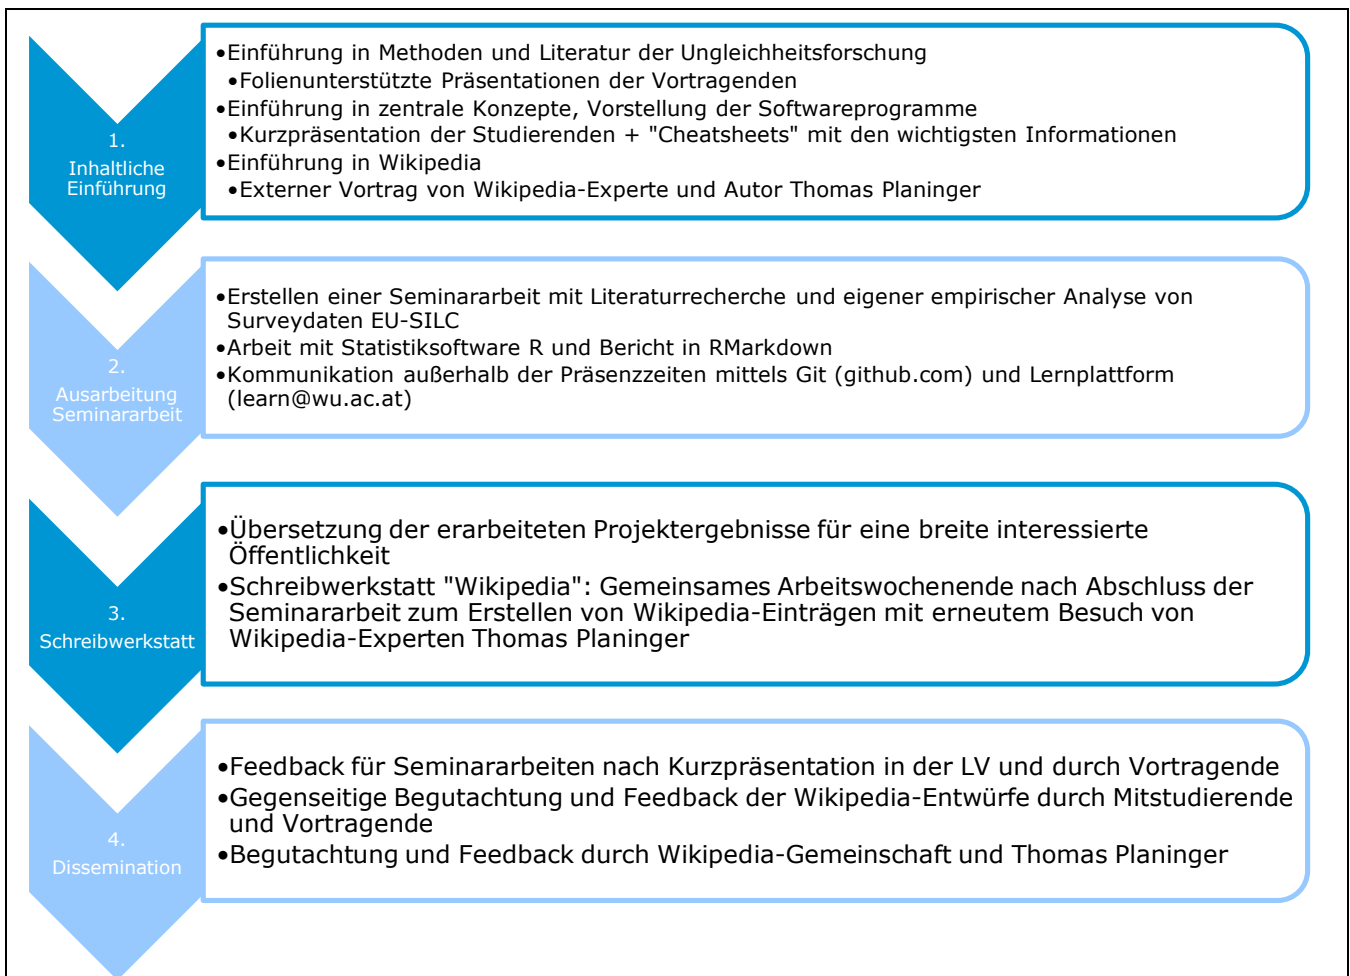 1.
Inhaltliche
Einführung
•Einführung in Methoden und Literatur der Ungleichheitsforschung
•Folienunterstützte Präsentationen der Vortragenden
•Einführung in zentrale Konzepte, Vorstellung der Softwareprogramme
•Kurzpräsentation der Studierenden + "Cheatsheets" mit den wichtigsten Informationen
•Einführung in Wikipedia
•Externer Vortrag von Wikipedia-Experte und Autor Thomas Planinger
2.
Ausarbeitung
Seminararbeit
•Erstellen einer Seminararbeit mit Literaturrecherche und eigener empirischer Analyse von
Surveydaten EU-SILC
•Arbeit mit Statistiksoftware R und Bericht in RMarkdown
•Kommunikation außerhalb der Präsenzzeiten mittels Git (github.com) und Lernplattform
(learn@wu.ac.at)
3.
Schreibwerkstatt
•Übersetzung der erarbeiteten Projektergebnisse für eine breite interessierte
Öffentlichkeit
•Schreibwerkstatt "Wikipedia": Gemeinsames Arbeitswochenende nach Abschluss der
Seminararbeit zum Erstellen von Wikipedia-Einträgen mit erneutem Besuch von
Wikipedia-Experten Thomas Planinger
4.
Dissemination
•Feedback für Seminararbeiten nach Kurzpräsentation in der LV und durch Vortragende
•Gegenseitige Begutachtung und Feedback der Wikipedia-Entwürfe durch Mitstudierende
und Vortragende
•Begutachtung und Feedback durch Wikipedia-Gemeinschaft und Thomas Planinger